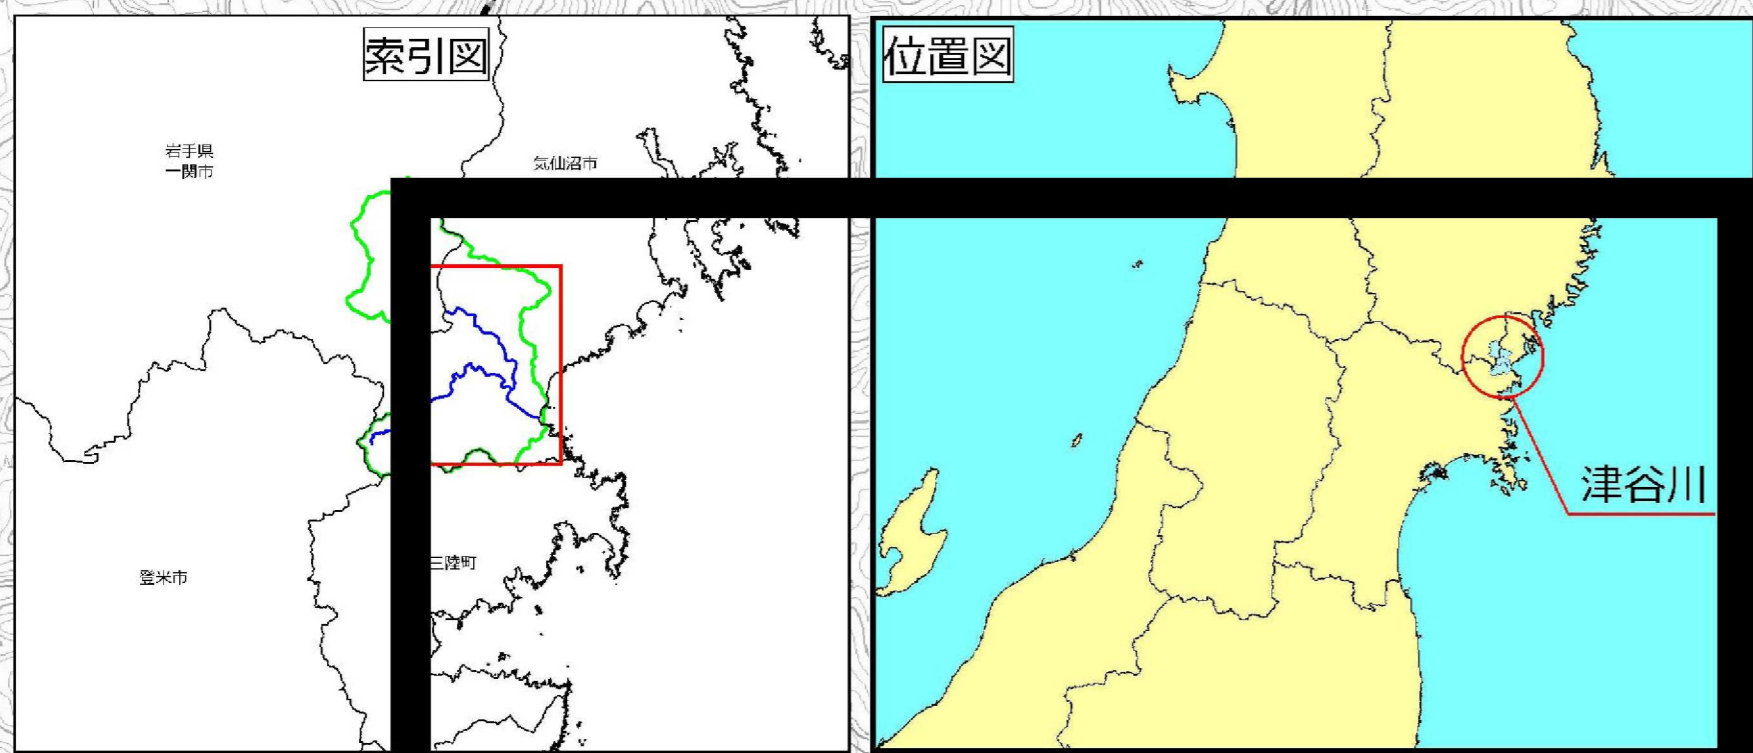 索引図
位置図
岩手県
一関市
気仙沼市
津谷川
三陸町
登米市